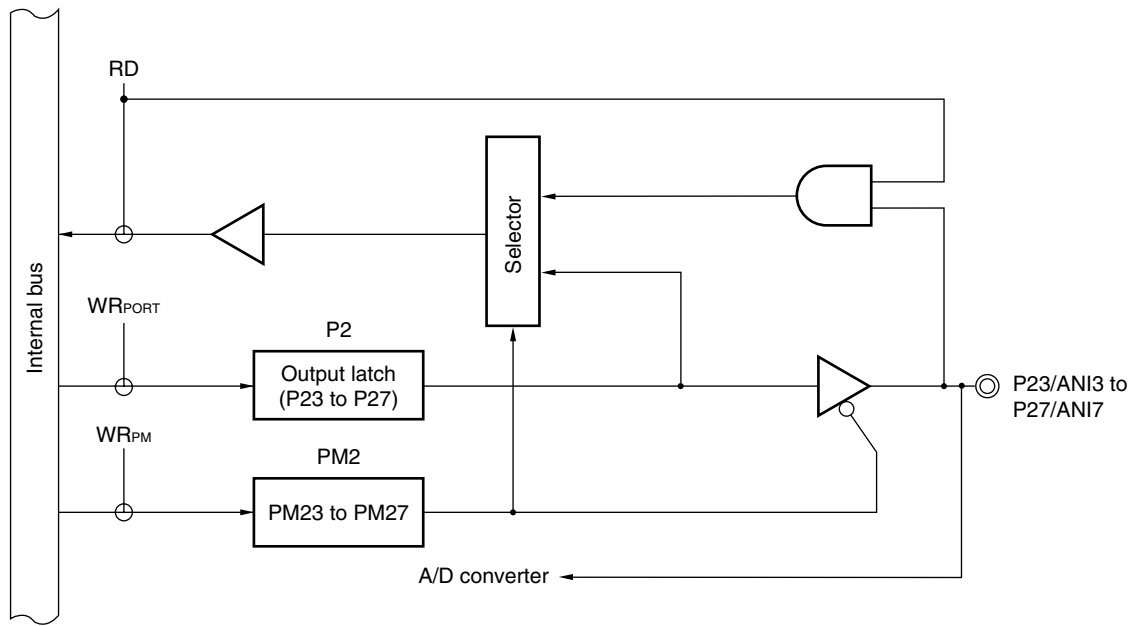 RD
Selector
Internal bus
WRPORT
P2
Output latch
(P23 to P27)
P23/ANI3 to
P27/ANI7
WRPM
PM2
PM23 to PM27
A/D converter